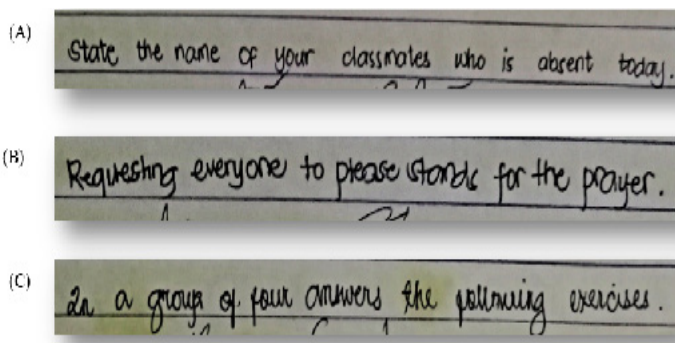 (A) State the name of your classmates who is absent today.
(B) Requesting everyone to please stands for the prayer.
(C) In a group of four answers the following exercises.